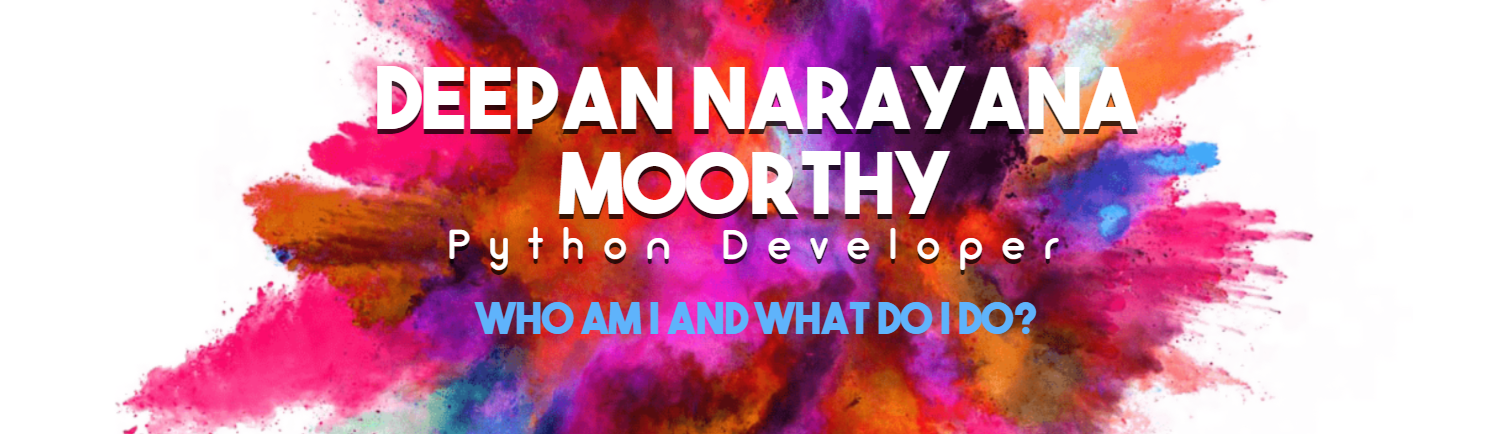 DEEPAN NARAYANA
MOORTHY
Python Developer
WHO AM I AND WHAT DO I DO?